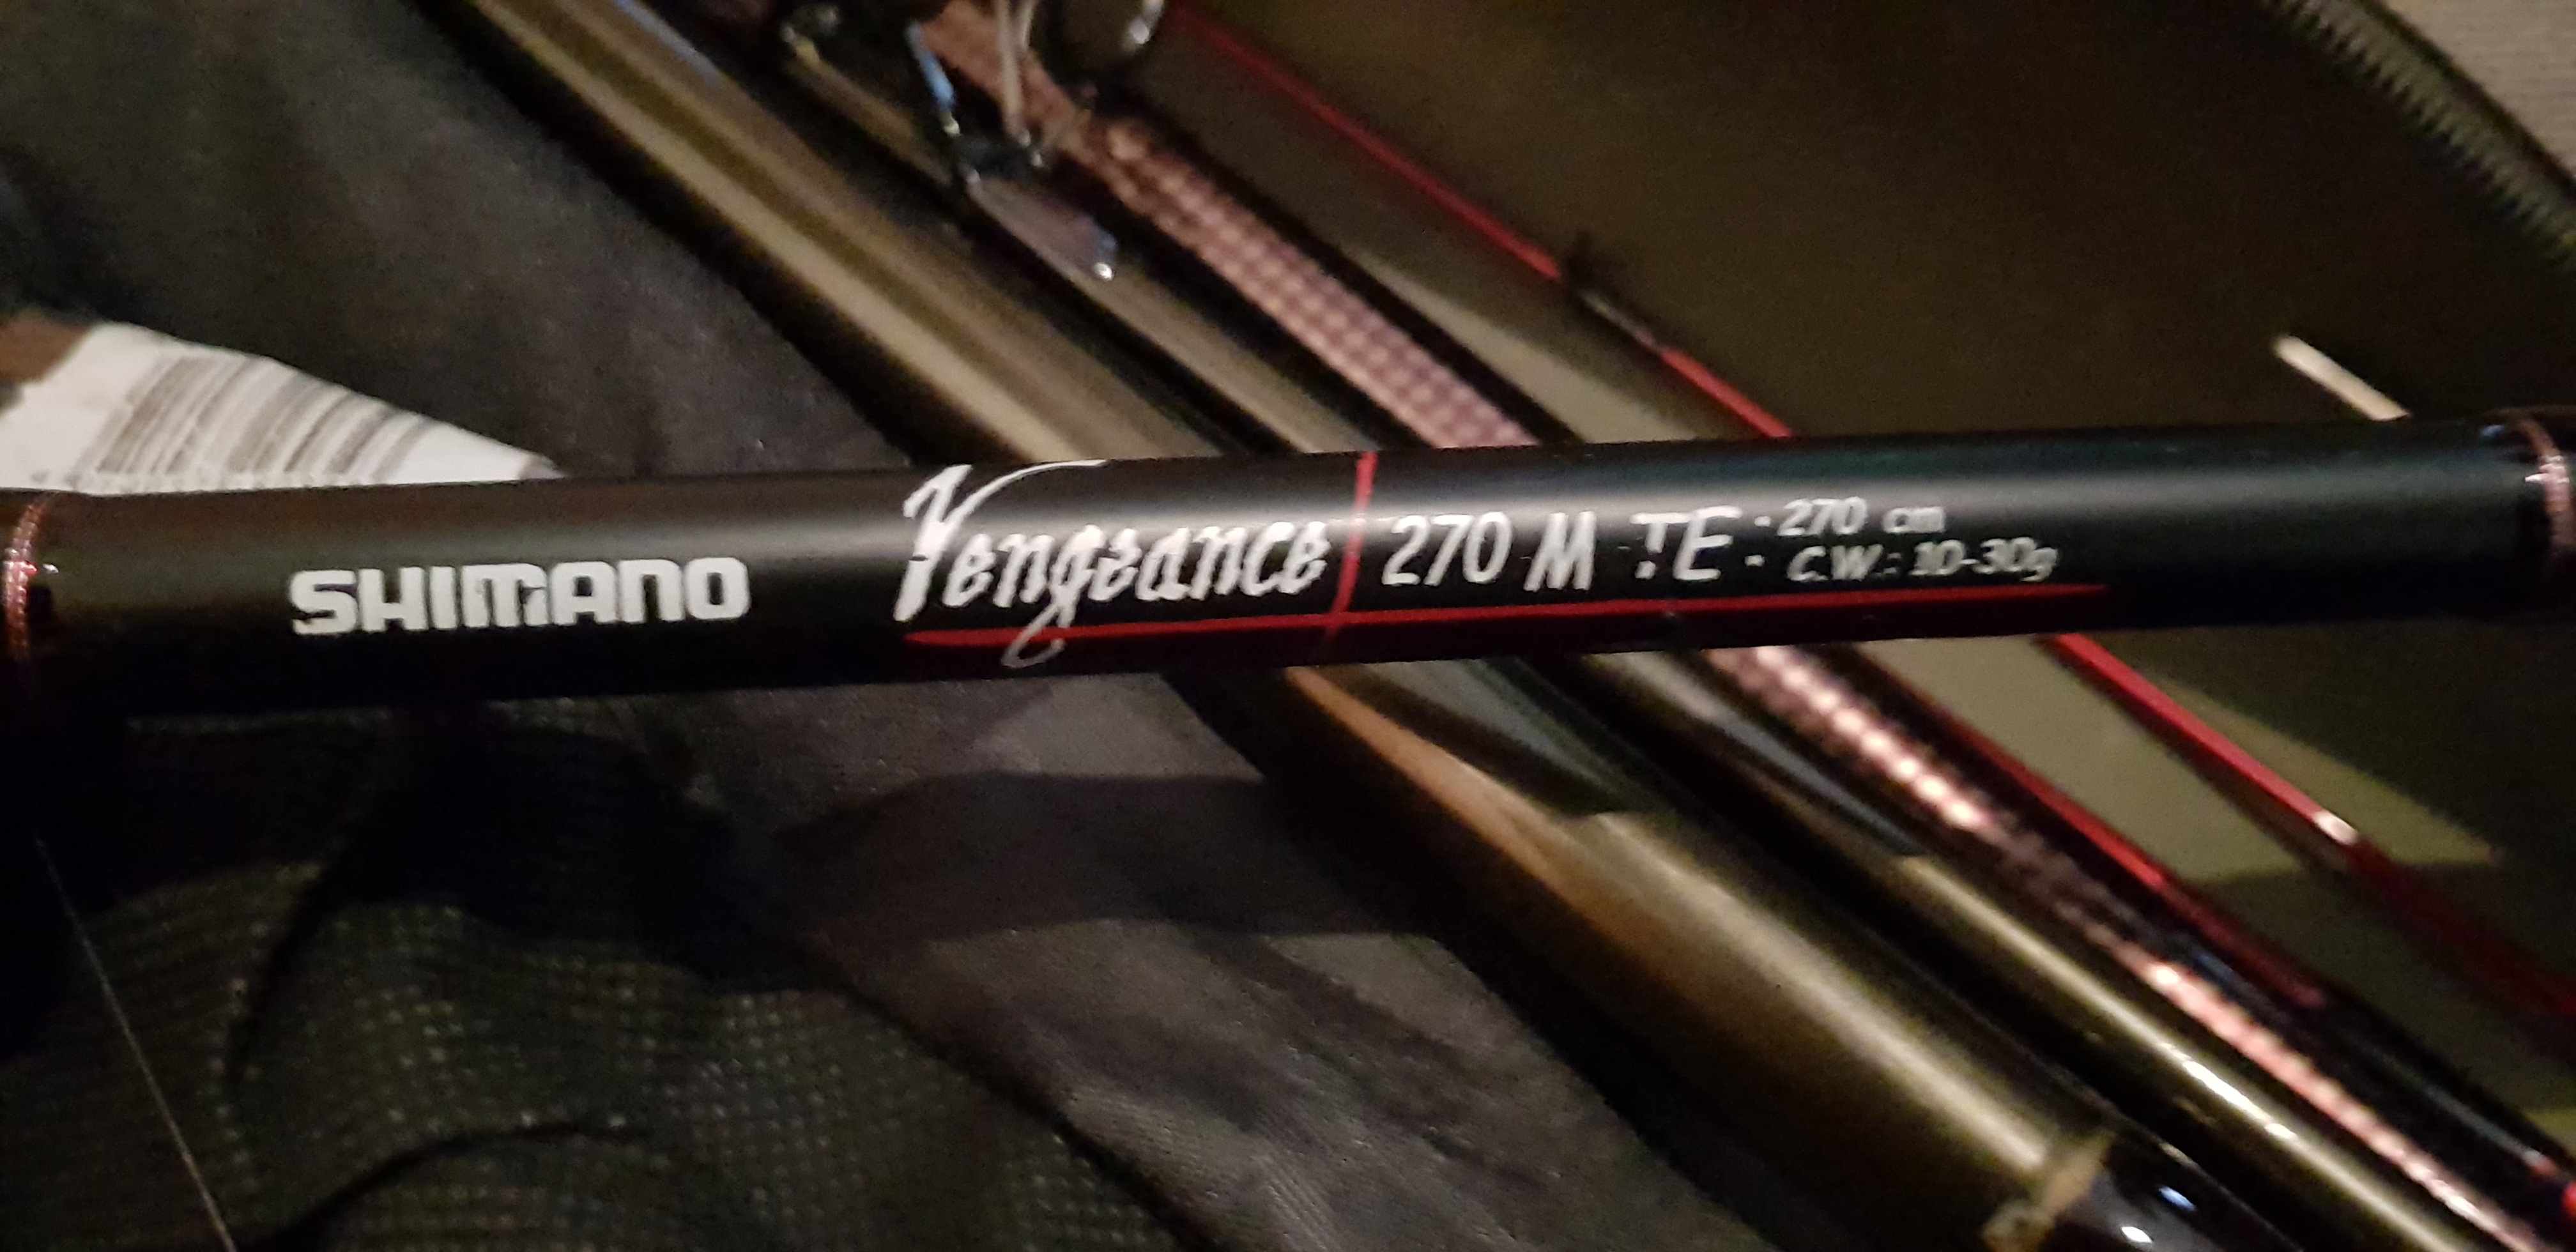 SHIMANO Vengeance 270 M TE
270 cm
C.W.: 10-30g